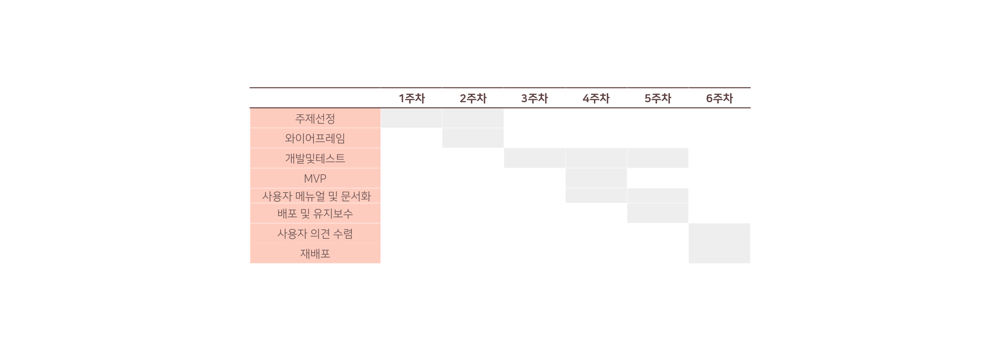 1주차 2주차 3주차 4주차 5주차 6주차
주제선정
와이어프레임
개발및테스트
MVP
사용자 메뉴얼 및 문서화
배포 및 유지보수
사용자 의견 수렴
재배포